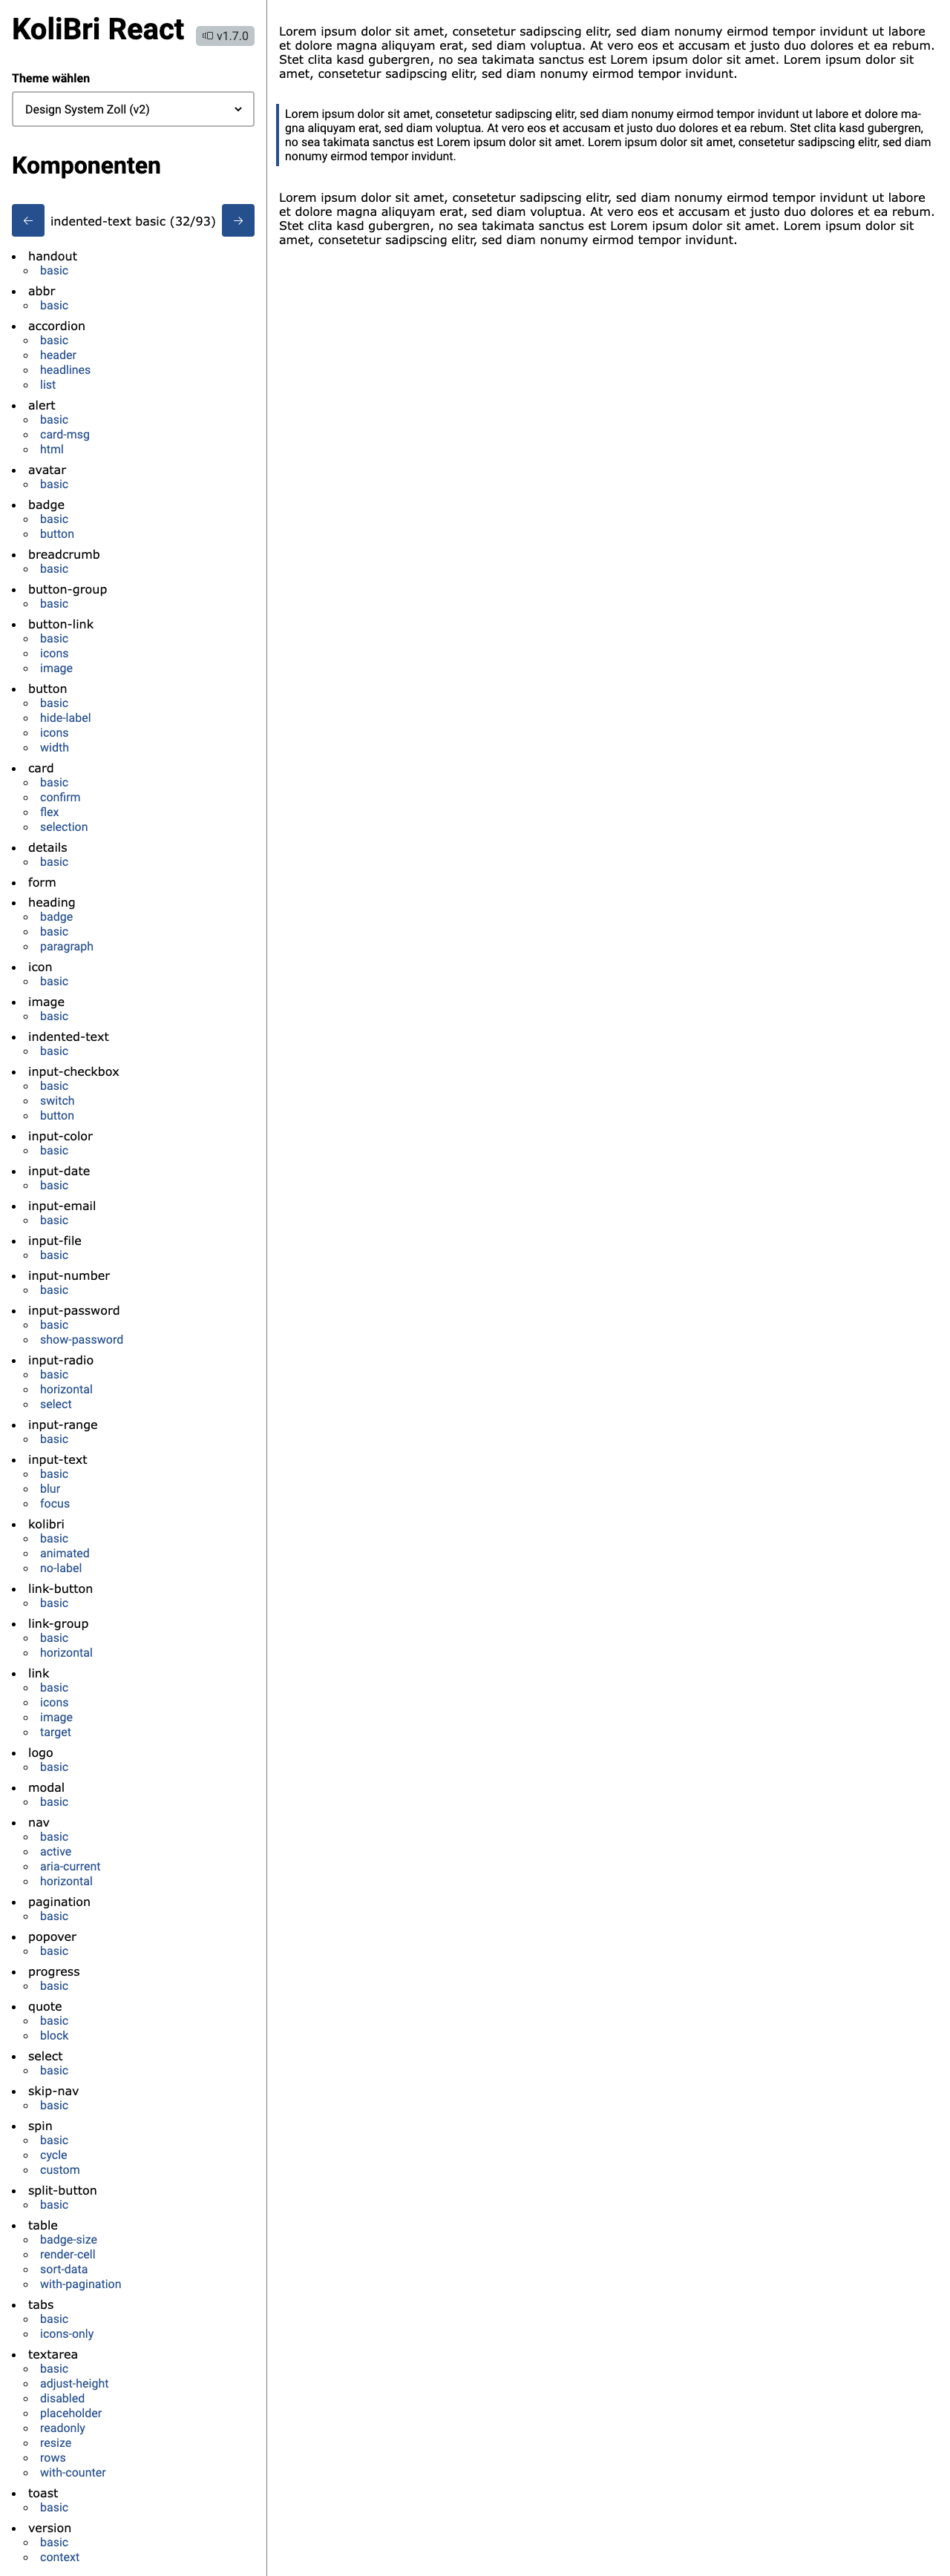 KoliBri React
v1.7.0
Theme wählen
Design System Zoll (v2)
Komponenten
← indented-text basic (32/93) →
handout
basic
abbr
basic
accordion
basic
header
headlines
list
alert
basic
card-msg
html
avatar
basic
badge
basic
button
breadcrumb
basic
button-group
basic
button-link
basic
icons
image
button
basic
hide-label
icons
width
card
basic
confirm
flex
selection
details
basic
form
heading
badge
basic
paragraph
icon
basic
image
basic
indented-text
basic
input-checkbox
basic
switch
button
input-color
basic
input-date
basic
input-email
basic
input-file
basic
input-number
basic
input-password
basic
show-password
input-radio
basic
horizontal
select
input-range
basic
input-text
basic
blur
focus
kolibri
basic
animated
no-label
link-button
basic
link-group
basic
horizontal
link
basic
icons
image
target
logo
basic
modal
basic
nav
basic
active
aria-current
horizontal
pagination
basic
popover
basic
progress
basic
quote
basic
block
select
basic
skip-nav
basic
spin
basic
cycle
custom
split-button
basic
table
badge-size
render-cell
sort-data
with-pagination
tabs
basic
icons-only
textarea
basic
adjust-height
disabled
placeholder
readonly
resize
rows
with-counter
toast
basic
version
basic
context
Lorem ipsum dolor sit amet, consetetur sadipscing elitr, sed diam nonumy eirmod tempor invidunt ut labore
et dolore magna aliquyam erat, sed diam voluptua. At vero eos et accusam et justo duo dolores et ea rebum.
Stet clita kasd gubergren, no sea takimata sanctus est Lorem ipsum dolor sit amet. Lorem ipsum dolor sit
amet, consetetur sadipscing elitr, sed diam nonumy eirmod tempor invidunt.
Lorem ipsum dolor sit amet, consetetur sadipscing elitr, sed diam nonumy eirmod tempor invidunt ut labore et dolore ma-
gna aliquyam erat, sed diam voluptua. At vero eos et accusam et justo duo dolores et ea rebum. Stet clita kasd gubergren,
no sea takimata sanctus est Lorem ipsum dolor sit amet. Lorem ipsum dolor sit amet, consetetur sadipscing elitr, sed diam
nonumy eirmod tempor invidunt.
Lorem ipsum dolor sit amet, consetetur sadipscing elitr, sed diam nonumy eirmod tempor invidunt ut labore
et dolore magna aliquyam erat, sed diam voluptua. At vero eos et accusam et justo duo dolores et ea rebum.
Stet clita kasd gubergren, no sea takimata sanctus est Lorem ipsum dolor sit amet. Lorem ipsum dolor sit
amet, consetetur sadipscing elitr, sed diam nonumy eirmod tempor invidunt.